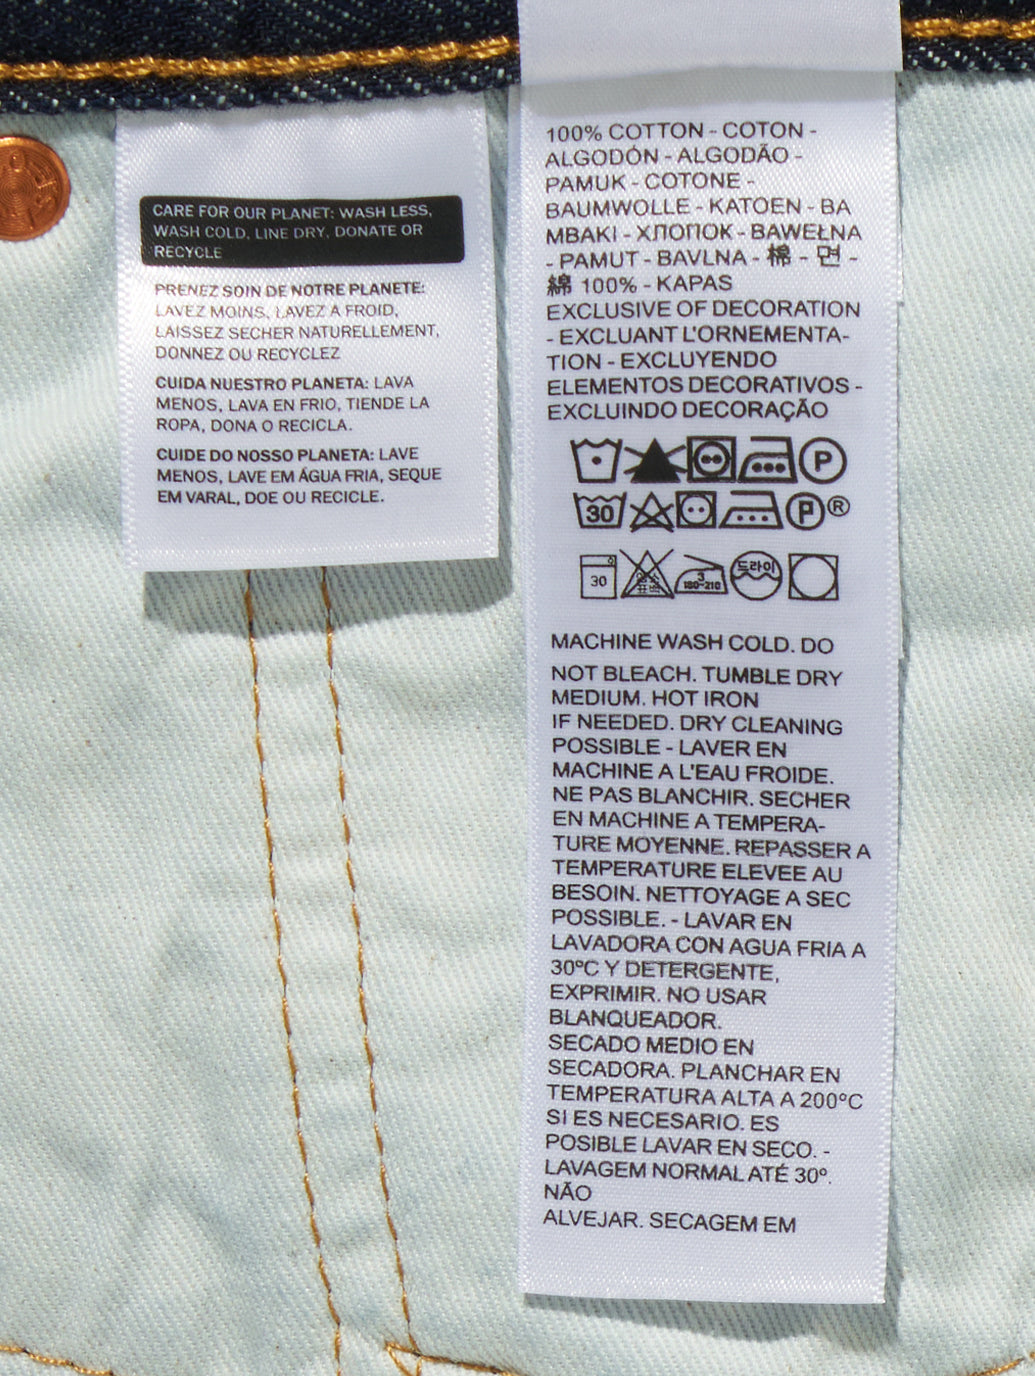 CARE FOR OUR PLANET: WASH LESS,
WASH COLD, LINE DRY, DONATE OR
RECYCLE
PRENEZ SOIN DE NOTRE PLANETE:
LAVEZ MOINS, LAVEZ A FROID,
LAISSEZ SECHER NATURELLEMENT,
DONNEZ OU RECYCLEZ
CUIDA NUESTRO PLANETA: LAVA
MENOS, LAVA EN FRIO, TIENDE LA
ROPA, DONA O RECICLA.
CUIDE DO NOSSO PLANETA: LAVE
MENOS, LAVE EM ÁGUA FRIA, SEQUE
EM VARAL, DOE OU RECICLE.
100% COTTON - COTON -
ALGODÓN - ALGODÃO -
PAMUK - COTONE -
BAUMWOLLE - KATOEN - BA
MBAKI - ХЛОПОК - BAWEŁNA
- PAMUT - BAVLNA - 棉 - 면 -
綿 100% - KAPAS
EXCLUSIVE OF DECORATION
- EXCLUANT L'ORNEMENTA-
TION - EXCLUYENDO
ELEMENTOS DECORATIVOS -
EXCLUINDO DECORAÇÃO
P
30 P ®
30 3 180~210 드라이
MACHINE WASH COLD. DO
NOT BLEACH. TUMBLE DRY
MEDIUM. HOT IRON
IF NEEDED. DRY CLEANING
POSSIBLE - LAVER EN
MACHINE A L'EAU FROIDE.
NE PAS BLANCHIR. SECHER
EN MACHINE A TEMPERA-
TURE MOYENNE. REPASSER A
TEMPERATURE ELEVEE AU
BESOIN. NETTOYAGE A SEC
POSSIBLE. - LAVAR EN
LAVADORA CON AGUA FRIA A
30ºC Y DETERGENTE,
EXPRIMIR. NO USAR
BLANQUEADOR.
SECADO MEDIO EN
SECADORA. PLANCHAR EN
TEMPERATURA ALTA A 200ºC
SI ES NECESARIO. ES
POSIBLE LAVAR EN SECO. -
LAVAGEM NORMAL ATÉ 30º.
NÃO
ALVEJAR. SECAGEM EM